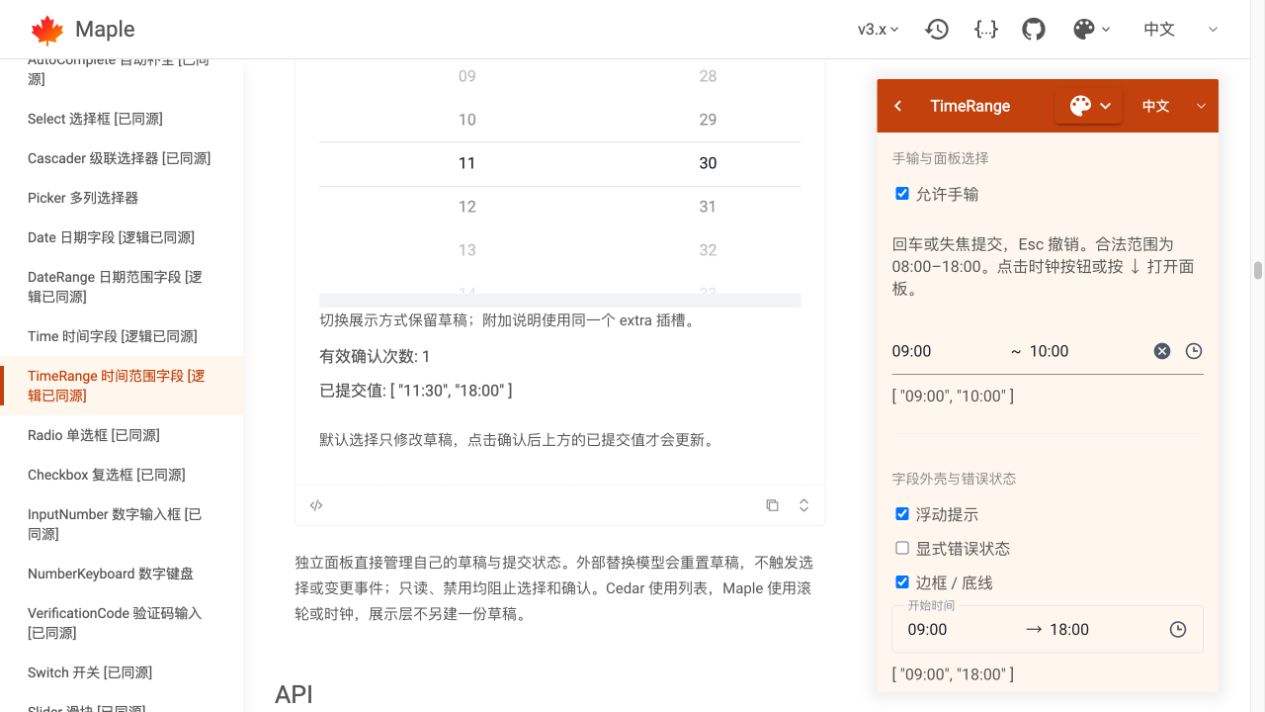 Maple
v3.x
{...}
中文
AutoComplete 自动补全 [已同
源]
Select 选择框 [已同源]
Cascader 级联选择器 [已同源]
Picker 多列选择器
Date 日期字段 [逻辑已同源]
DateRange 日期范围字段 [逻
辑已同源]
Time 时间字段 [逻辑已同源]
TimeRange 时间范围字段 [逻
辑已同源]
Radio 单选框 [已同源]
Checkbox 复选框 [已同源]
InputNumber 数字输入框 [已
同源]
NumberKeyboard 数字键盘
VerificationCode 验证码输入
[已同源]
Switch 开关 [已同源]
Slider 滑块 [已同源]
09 28
10 29
11 30
12 31
13 32
14 33
切换展示方式保留草稿；附加说明使用同一个 extra 插槽。
有效确认次数: 1
已提交值: [ "11:30", "18:00" ]
默认选择只修改草稿，点击确认后上方的已提交值才会更新。
</>
独立面板直接管理自己的草稿与提交状态。外部替换模型会重置草稿，不触发选
择或变更事件；只读、禁用均阻止选择和确认。Cedar 使用列表，Maple 使用滚
轮或时钟，展示层不另建一份草稿。
API
TimeRange
中文
手输与面板选择
允许手输
回车或失焦提交，Esc 撤销。合法范围为
08:00–18:00。点击时钟按钮或按 ↓ 打开面
板。
09:00 ~ 10:00
[ "09:00", "10:00" ]
字段外壳与错误状态
浮动提示
显式错误状态
边框 / 底线
开始时间
09:00 → 18:00
[ "09:00", "18:00" ]